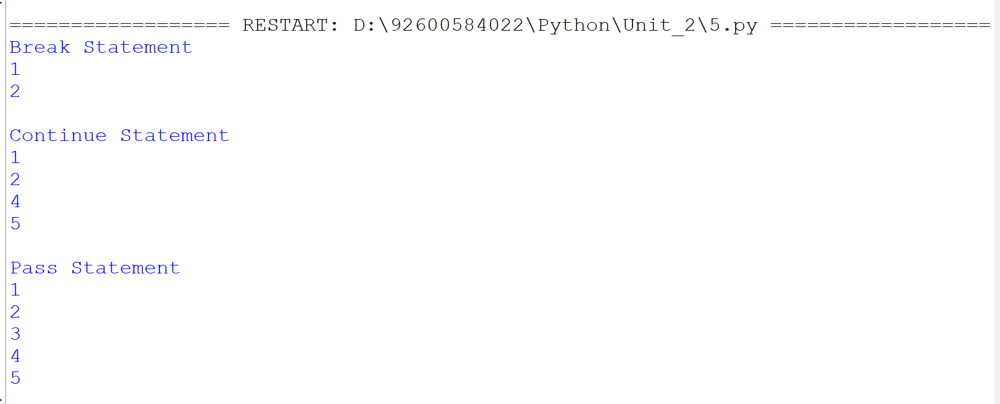 ================== RESTART: D:\92600584022\Python\Unit_2\5.py ==================
Break Statement
1
2
Continue Statement
1
2
4
5
Pass Statement
1
2
3
4
5